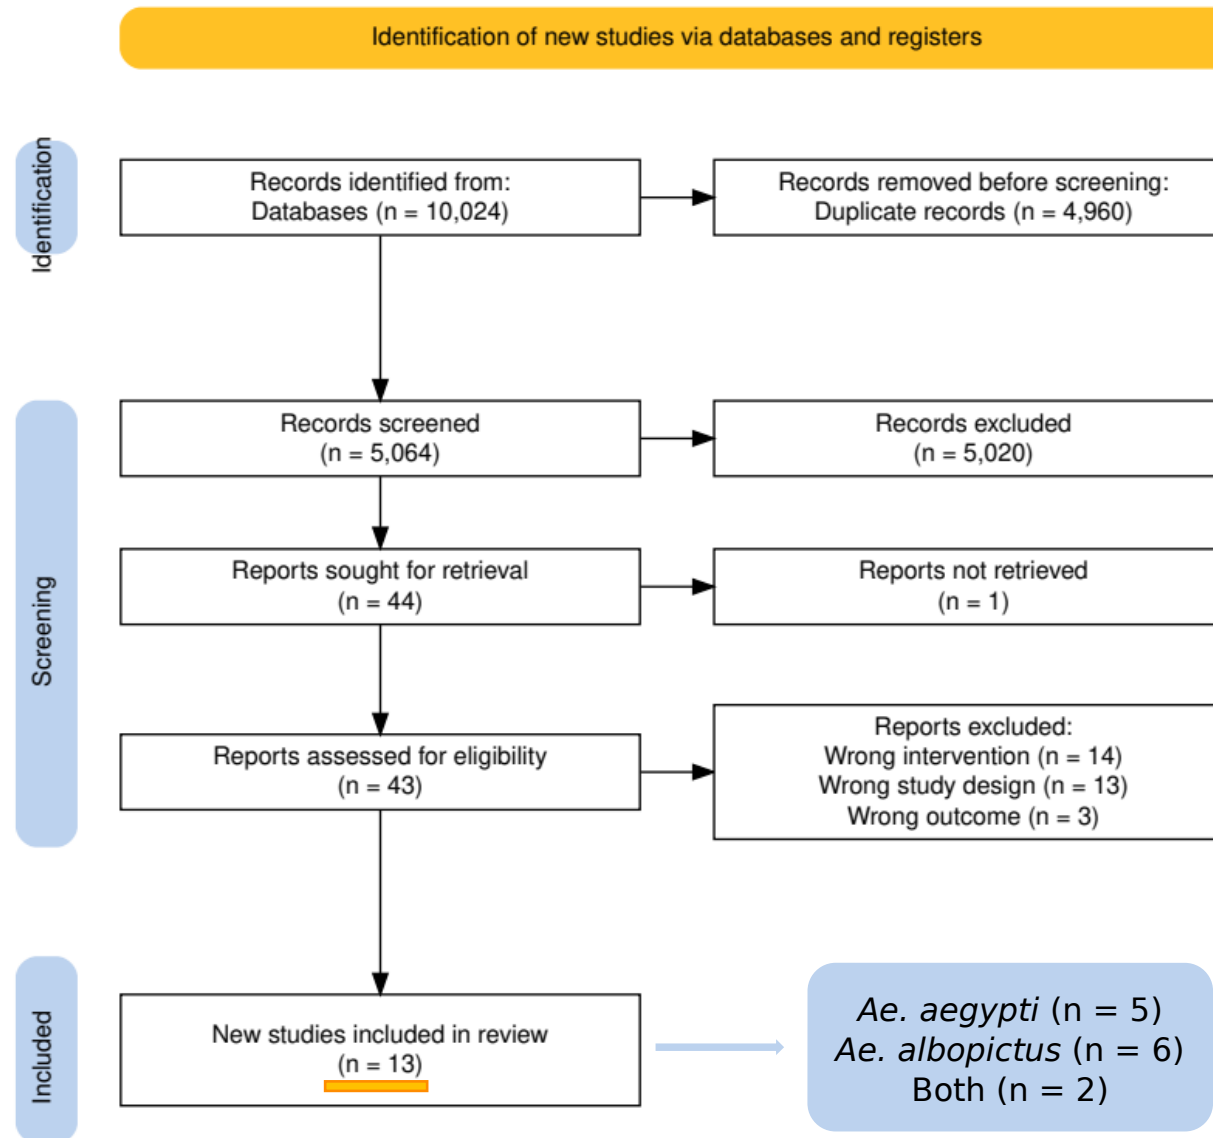 Identification of new studies via databases and registers
Identification
Records identified from:
Databases (n = 10,024)
Records removed before screening:
Duplicate records (n = 4,960)
Screening
Records screened
(n = 5,064)
Records excluded
(n = 5,020)
Reports sought for retrieval
(n = 44)
Reports not retrieved
(n = 1)
Reports assessed for eligibility
(n = 43)
Reports excluded:
Wrong intervention (n = 14)
Wrong study design (n = 13)
Wrong outcome (n = 3)
Included
New studies included in review
(n = 13)
Ae. aegypti (n = 5)
Ae. albopictus (n = 6)
Both (n = 2)